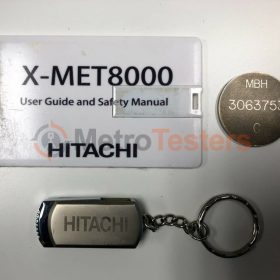 X-MET8000
User Guide and Safety Manual
HITACHI
MBH
3063753
C
MetroTesters
HITACHI